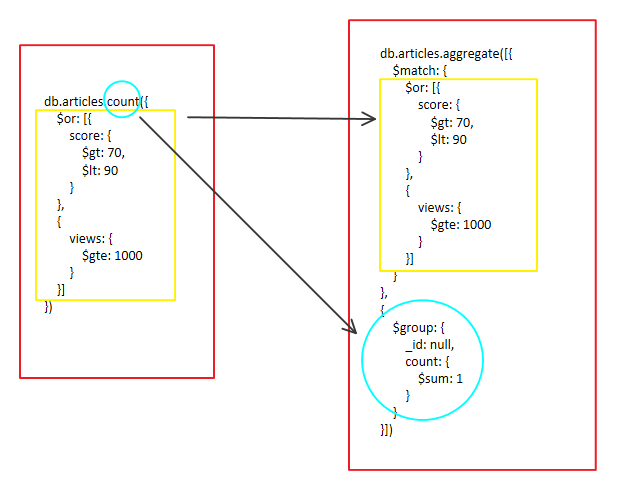 db.articles.count({
$or: [{
score: {
$gt: 70,
$lt: 90
}
},
{
views: {
$gte: 1000
}
}]
})
db.articles.aggregate([{
$match: {
$or: [{
score: {
$gt: 70,
$lt: 90
}
},
{
views: {
$gte: 1000
}
}]
}
},
{
$group: {
_id: null,
count: {
$sum: 1
}
}
}])